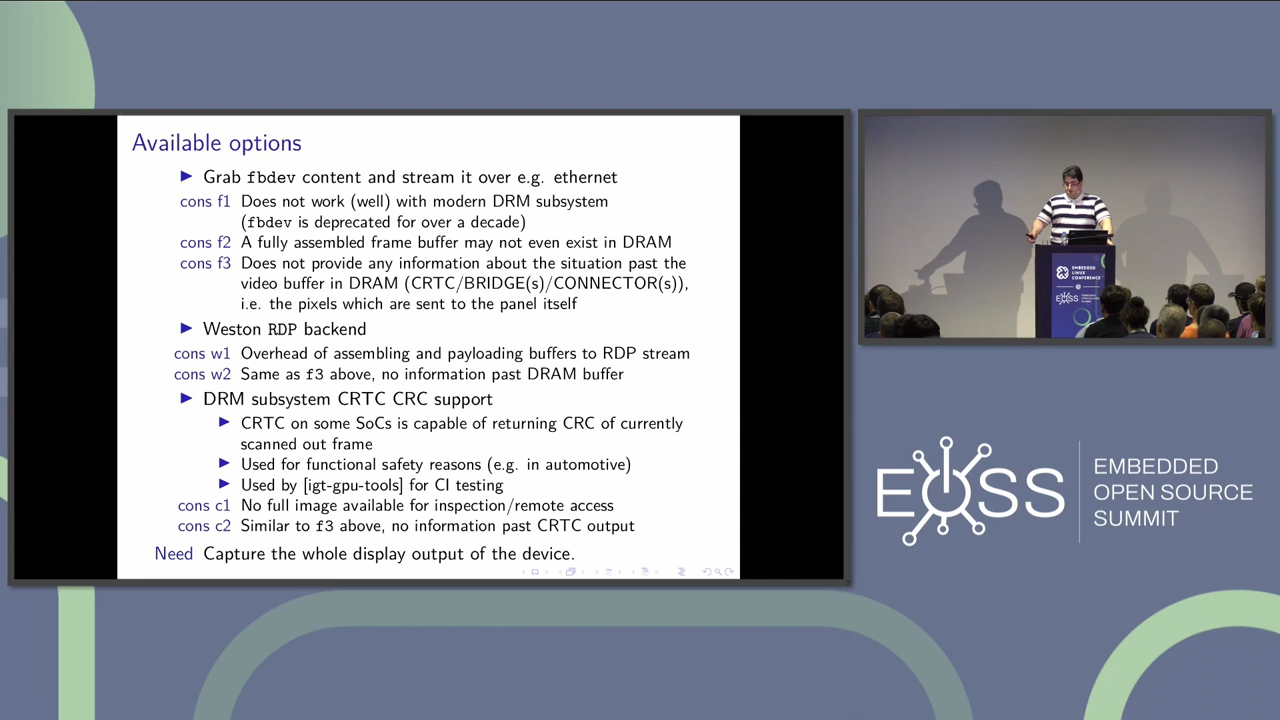 Available options
▶ Grab fbdev content and stream it over e.g. ethernet
cons f1 Does not work (well) with modern DRM subsystem
(fbdev is deprecated for over a decade)
cons f2 A fully assembled frame buffer may not even exist in DRAM
cons f3 Does not provide any information about the situation past the
video buffer in DRAM (CRTC/BRIDGE(s)/CONNECTOR(s)),
i.e. the pixels which are sent to the panel itself
▶ Weston RDP backend
cons w1 Overhead of assembling and payloading buffers to RDP stream
cons w2 Same as f3 above, no information past DRAM buffer
▶ DRM subsystem CRTC CRC support
▶ CRTC on some SoCs is capable of returning CRC of currently
scanned out frame
▶ Used for functional safety reasons (e.g. in automotive)
▶ Used by [igt-gpu-tools] for CI testing
cons c1 No full image available for inspection/remote access
cons c2 Similar to f3 above, no information past CRTC output
Need Capture the whole display output of the device.
EMBEDDED
LINUX
CONFERENCE
EOSS
EOSS
EMBEDDED
OPEN SOURCE
SUMMIT